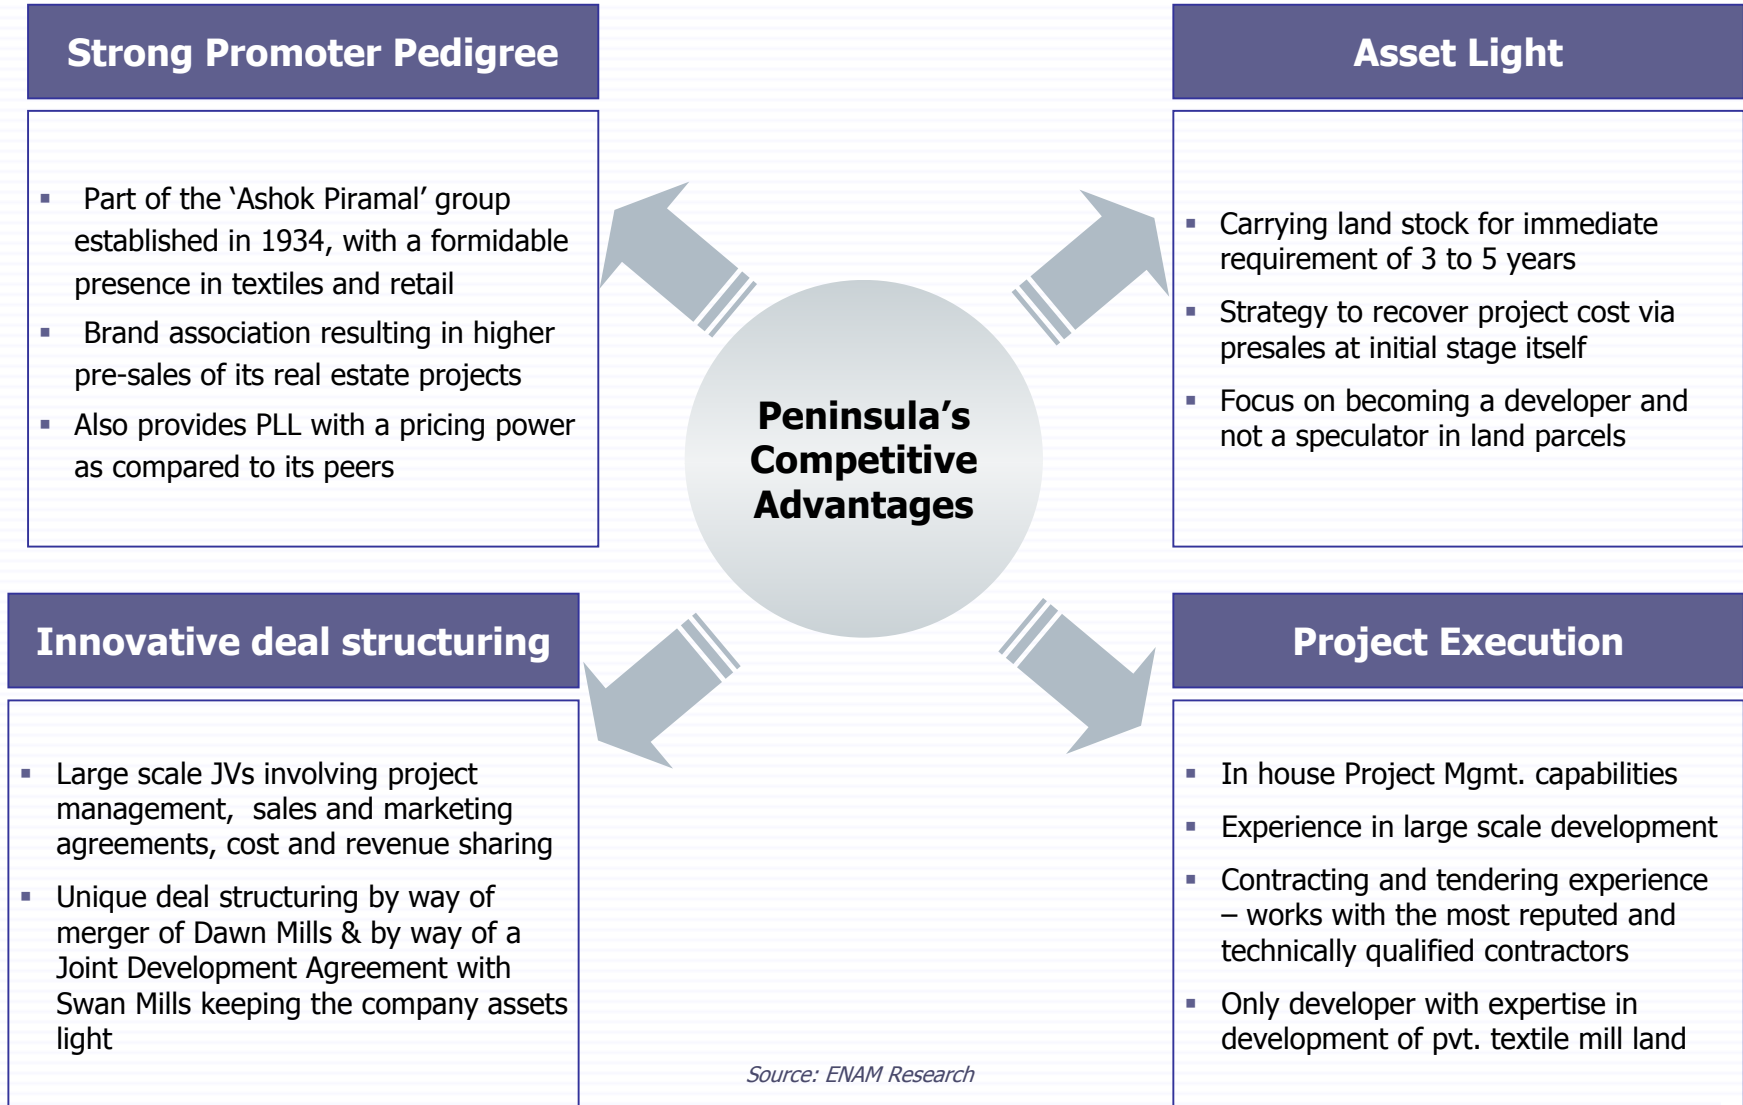 Strong Promoter Pedigree
Part of the ‘Ashok Piramal’ group
established in 1934, with a formidable
presence in textiles and retail
Brand association resulting in higher
pre-sales of its real estate projects
Also provides PLL with a pricing power
as compared to its peers
Asset Light
Carrying land stock for immediate
requirement of 3 to 5 years
Strategy to recover project cost via
presales at initial stage itself
Focus on becoming a developer and
not a speculator in land parcels
Peninsula’s
Competitive
Advantages
Innovative deal structuring
Large scale JVs involving project
management, sales and marketing
agreements, cost and revenue sharing
Unique deal structuring by way of
merger of Dawn Mills & by way of a
Joint Development Agreement with
Swan Mills keeping the company assets
light
Project Execution
In house Project Mgmt. capabilities
Experience in large scale development
Contracting and tendering experience
– works with the most reputed and
technically qualified contractors
Only developer with expertise in
development of pvt. textile mill land
Source: ENAM Research